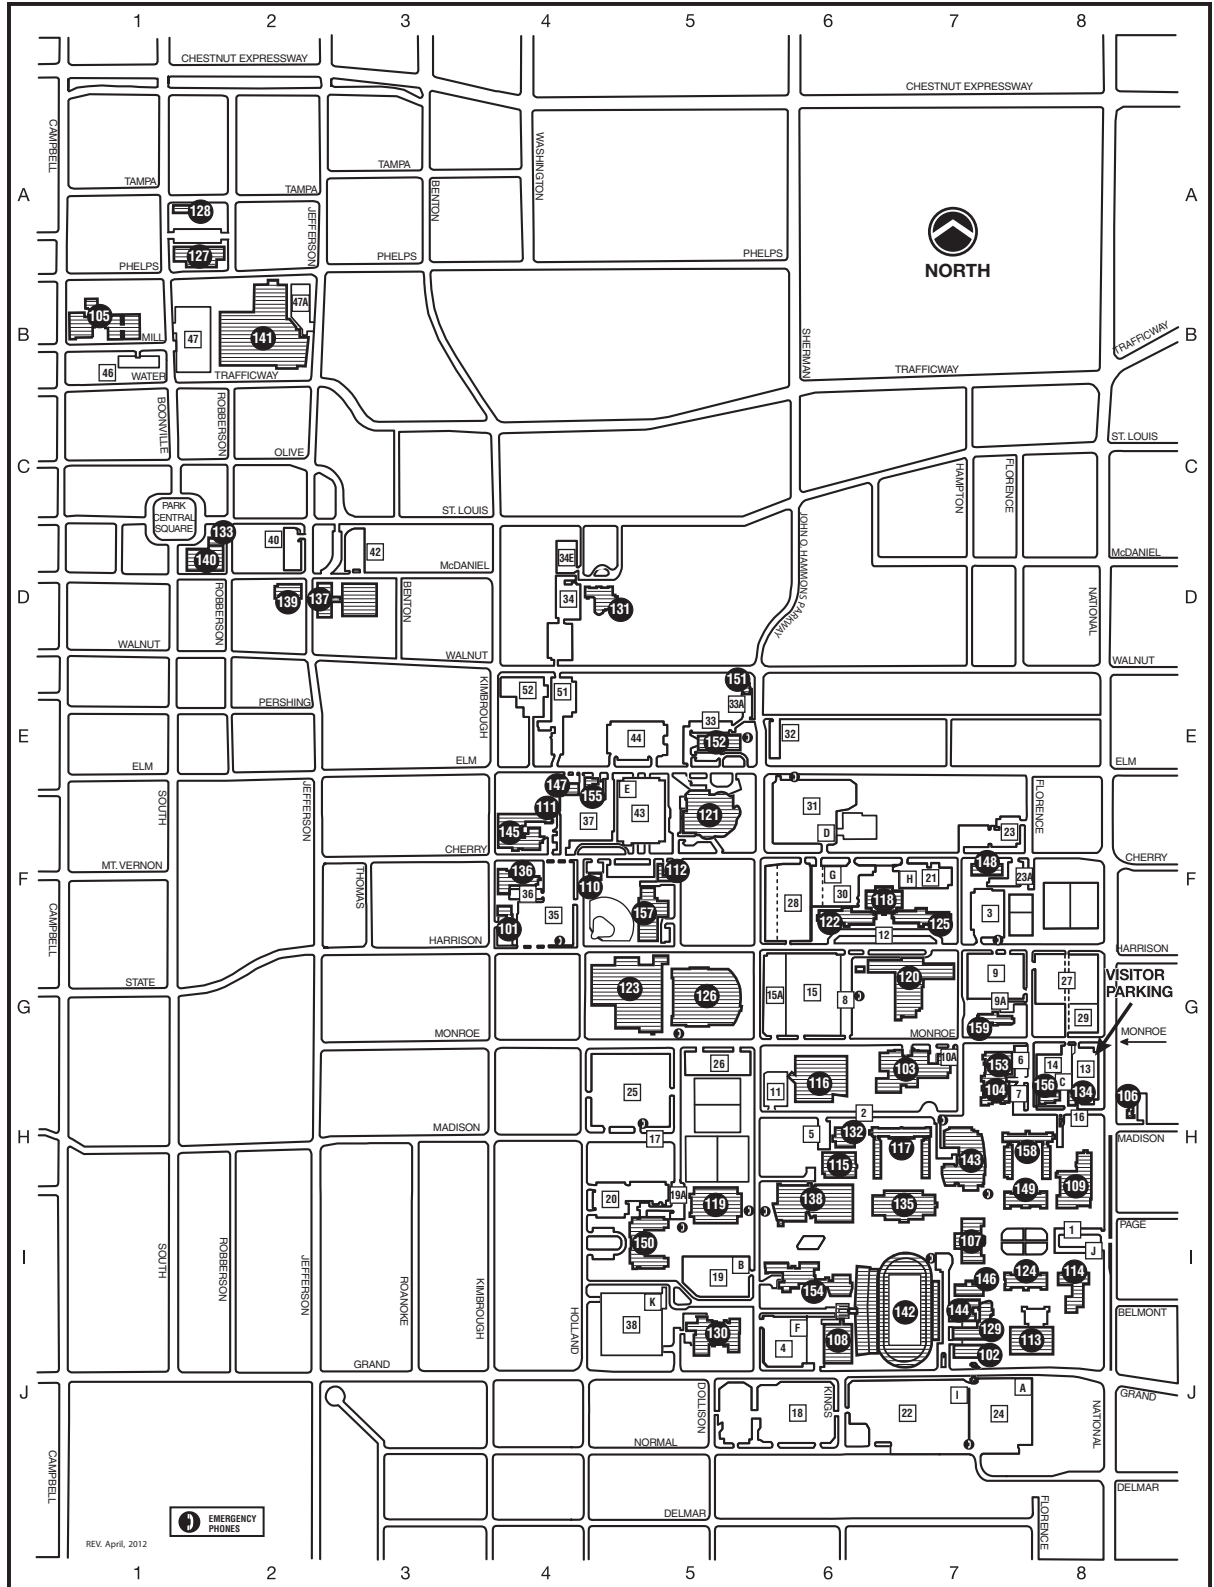 1 2 3 4 5 6 7 8
CHESTNUT EXPRESSWAY
CHESTNUT EXPRESSWAY
CAMPBELL
WASHINGTON
TAMPA
TAMPA
TAMPA
BENTON
A
A
128
JEFFERSON
127
PHELPS
PHELPS
PHELPS
NORTH
47A
105
MILL
47
141
B
B
SHERMAN
TRAFFICWAY
46
WATER
TRAFFICWAY
TRAFFICWAY
BOONVILLE
ROBBERSON
OLIVE
ST. LOUIS
C
C
HAMPTON
FLORENCE
PARK
CENTRAL
SQUARE
ST. LOUIS
133
40
42
140
34E
McDANIEL
McDANIEL
JOHN Q. HAMMONS PARKWAY
D
D
ROBBERSON
139
137
BENTON
34
131
NATIONAL
WALNUT
WALNUT
WALNUT
151
52
51
33A
KIMBROUGH
PERSHING
33
32
E
E
44
152
ELM
ELM
ELM
SOUTH
JEFFERSON
147
155
E
111
37
43
121
31
FLORENCE
145
D
23
CHERRY
CHERRY
MT. VERNON
148
F
F
CAMPBELL
THOMAS
136
112
110
36
35
G
H
21
23A
30
118
28
157
3
101
122
125
12
HARRISON
HARRISON
STATE
123
126
15A
15
8
120
9
27
VISITOR
PARKING
9A
29
159
G
G
MONROE
MONROE
MONROE
26
10A
103
153
6
14
13
25
11
116
104
7
156
C
134
106
2
16
MADISON
17
5
132
117
143
158
MADISON
H
H
115
20
19A
119
138
135
149
109
PAGE
SOUTH
ROBBERSON
JEFFERSON
ROANOKE
KIMBROUGH
150
107
1
J
I
I
B
19
154
146
124
114
K
144
BELMONT
142
38
130
F
108
129
113
HOLLAND
4
102
GRAND
J
J
GRAND
DOLLISON
KINGS
18
22
I
A
24
NATIONAL
NORMAL
CAMPBELL
DELMAR
DELMAR
FLORENCE
EMERGENCY
PHONES
REV. April, 2012
1 2 3 4 5 6 7 8